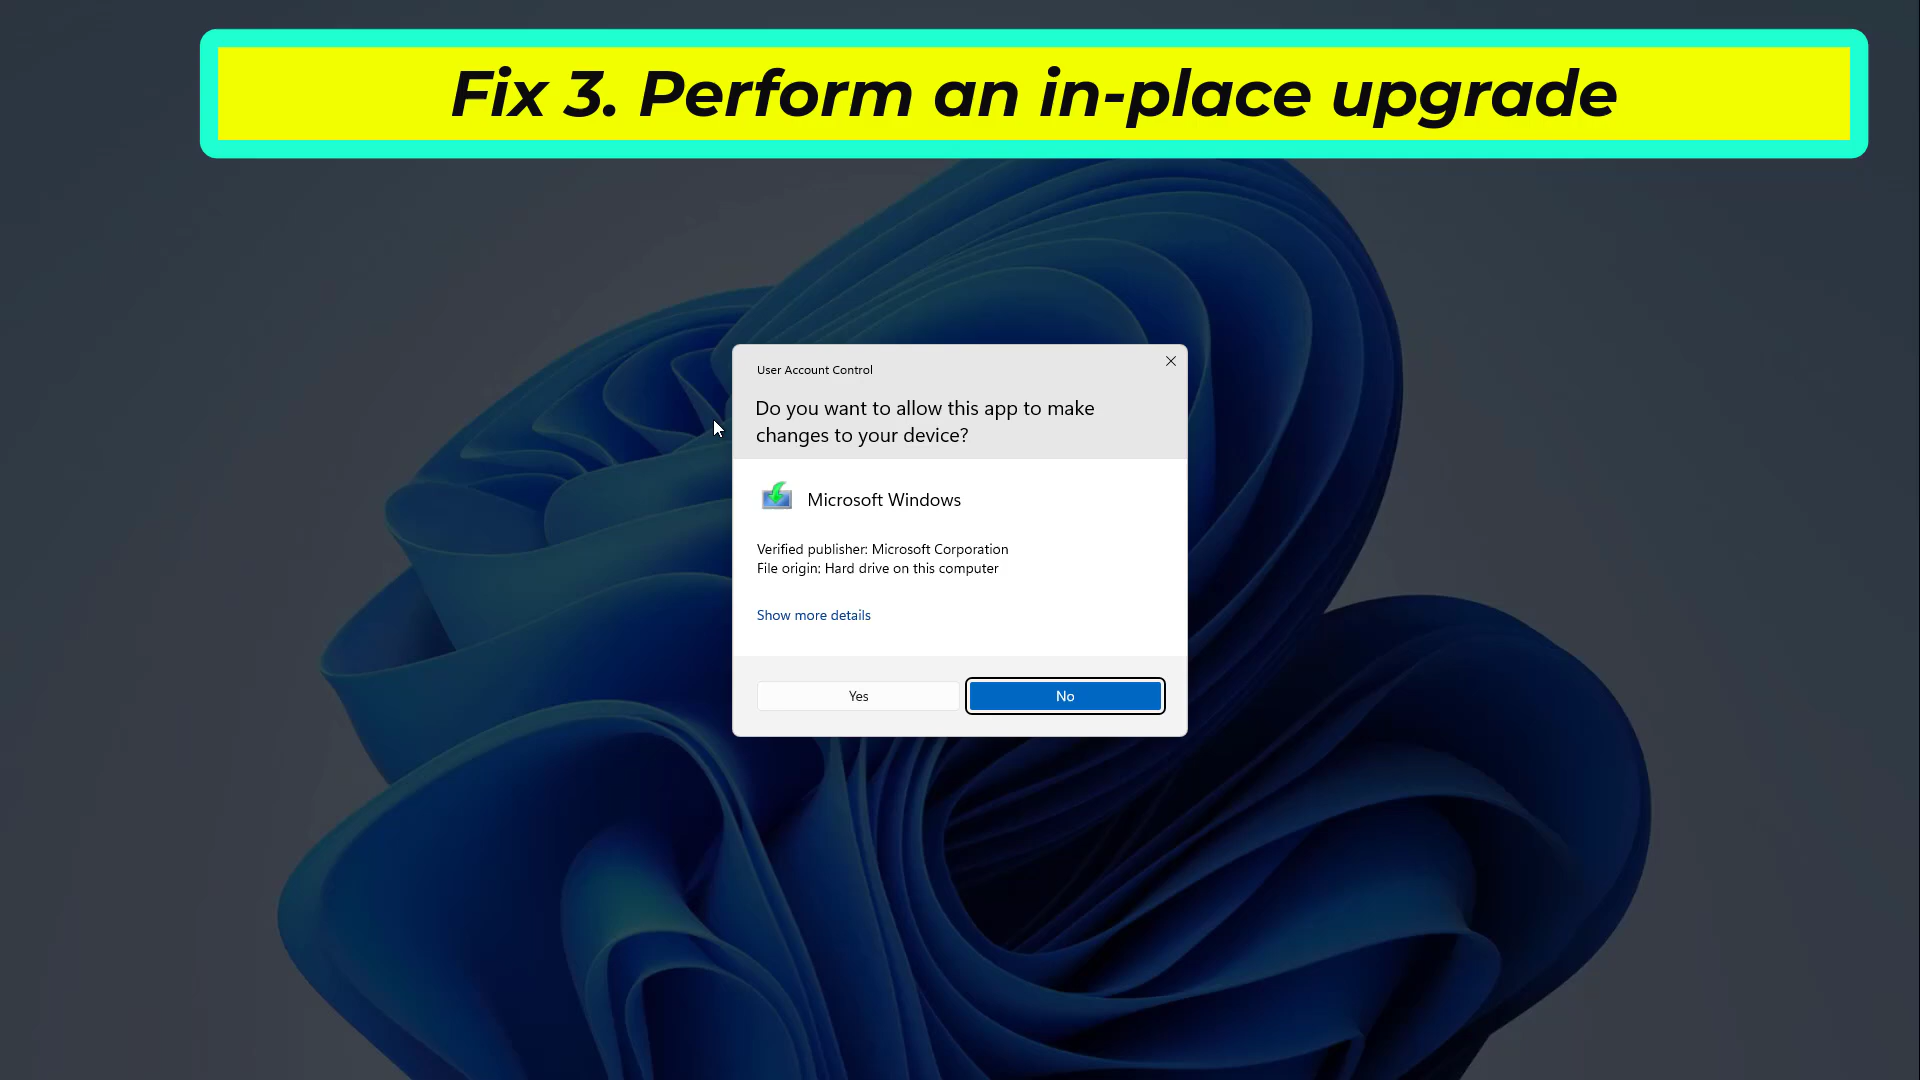 Fix 3. Perform an in-place upgrade
User Account Control
Do you want to allow this app to make
changes to your device?
Microsoft Windows
Verified publisher: Microsoft Corporation
File origin: Hard drive on this computer
Show more details
Yes
No